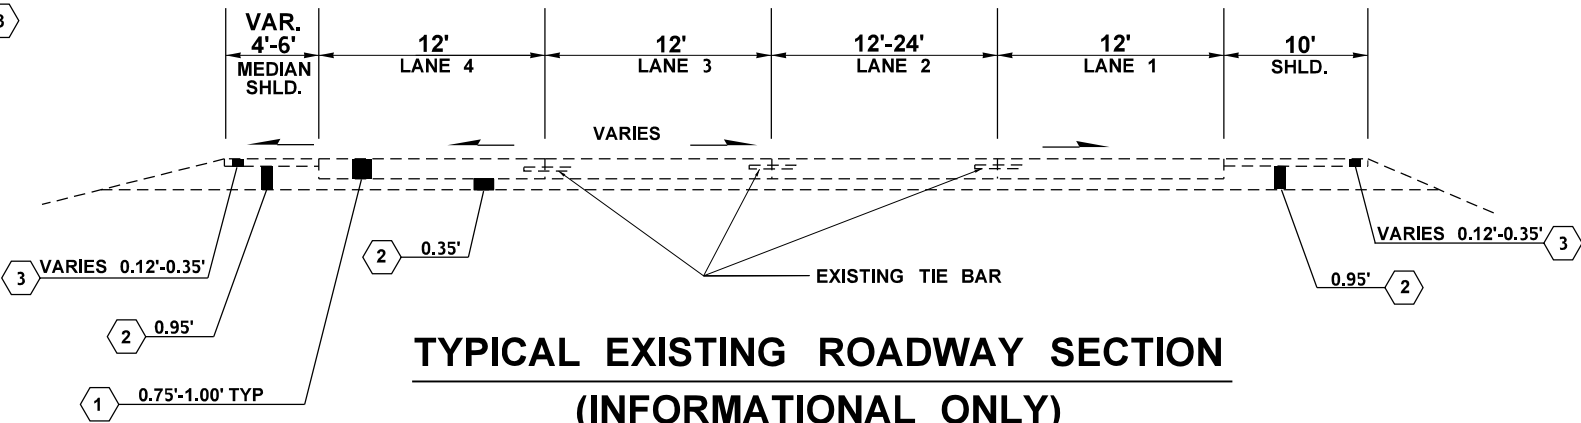 3
VAR.
4'-6'
MEDIAN
SHLD.
12'
LANE 4
12'
LANE 3
12'-24'
LANE 2
12'
LANE 1
10'
SHLD.
VARIES
3 VARIES 0.12'-0.35'
2 0.35'
EXISTING TIE BAR
VARIES 0.12'-0.35' 3
0.95' 2
2 0.95'
1 0.75'-1.00' TYP
TYPICAL EXISTING ROADWAY SECTION
(INFORMATIONAL ONLY)